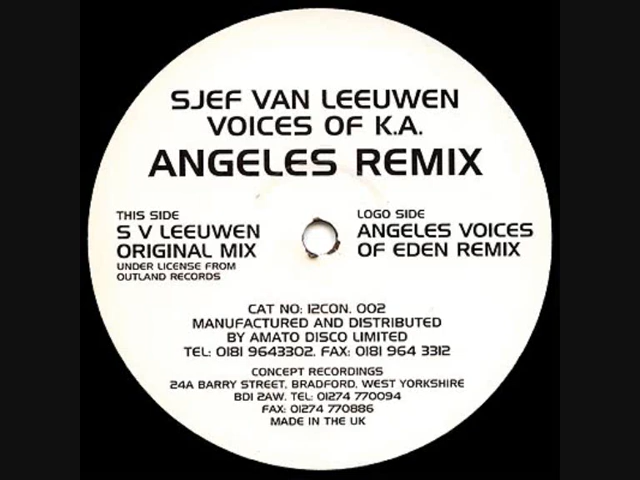 SJEF VAN LEEUWEN
VOICES OF K.A.
ANGELES REMIX
THIS SIDE
S V LEEUWEN
ORIGINAL MIX
UNDER LICENSE FROM
OUTLAND RECORDS
LOGO SIDE
ANGELES VOICES
OF EDEN REMIX
CAT NO: 12CON. 002
MANUFACTURED AND DISTRIBUTED
BY AMATO DISCO LIMITED
TEL: 0181 9643302. FAX: 0181 964 3312
CONCEPT RECORDINGS
24A BARRY STREET, BRADFORD, WEST YORKSHIRE
BD1 2AW. TEL: 01274 770094
FAX: 01274 770886
MADE IN THE UK